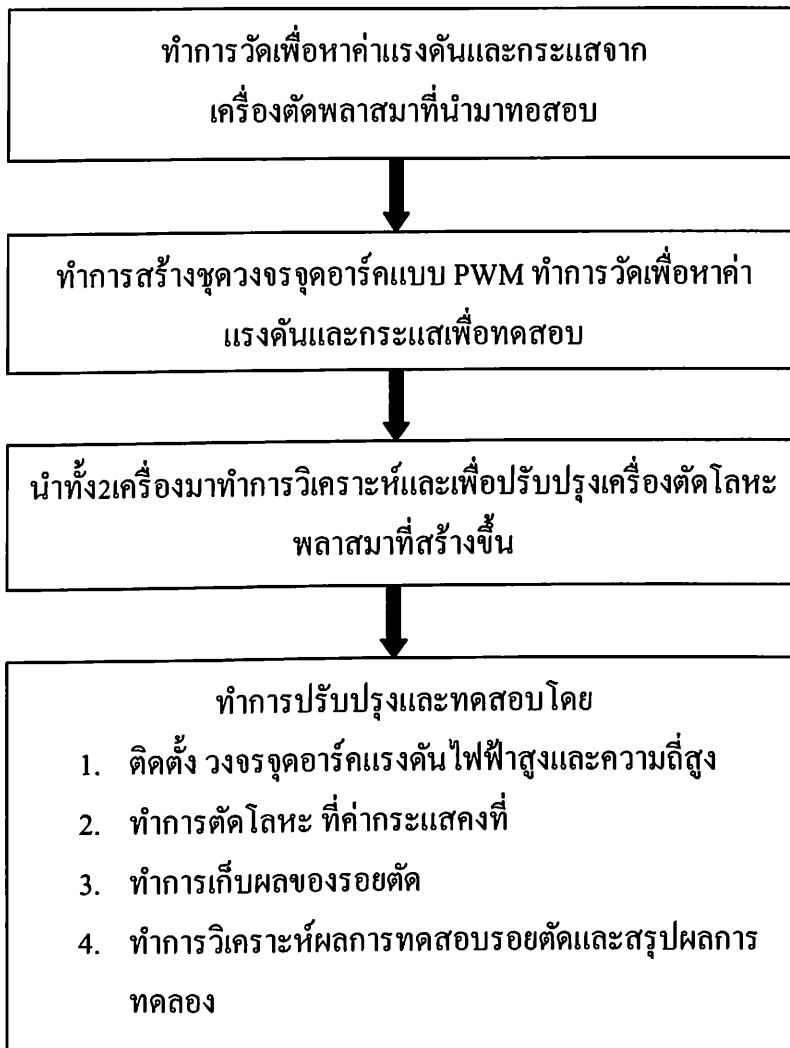 ทำการวัดเพื่อหาค่าแรงดันและกระแสจาก
เครื่องตัดพลาสมาที่นำมาทอสอบ
ทำการสร้างชุดวงจรจุดอาร์คแบบ PWM ทำการวัดเพื่อหาค่า
แรงดันและกระแสเพื่อทดสอบ
นำทั้ง2เครื่องมาทำการวิเคราะห์และเพื่อปรับปรุงเครื่องตัดโลหะ
พลาสมาที่สร้างขึ้น
ทำการปรับปรุงและทดสอบโดย
1. ติดตั้ง วงจรจุดอาร์คแรงดันไฟฟ้าสูงและความถี่สูง
2. ทำการตัดโลหะ ที่ค่ากระแสคงที่
3. ทำการเก็บผลของรอยตัด
4. ทำการวิเคราะห์ผลการทดสอบรอยตัดและสรุปผลการ
ทดลอง